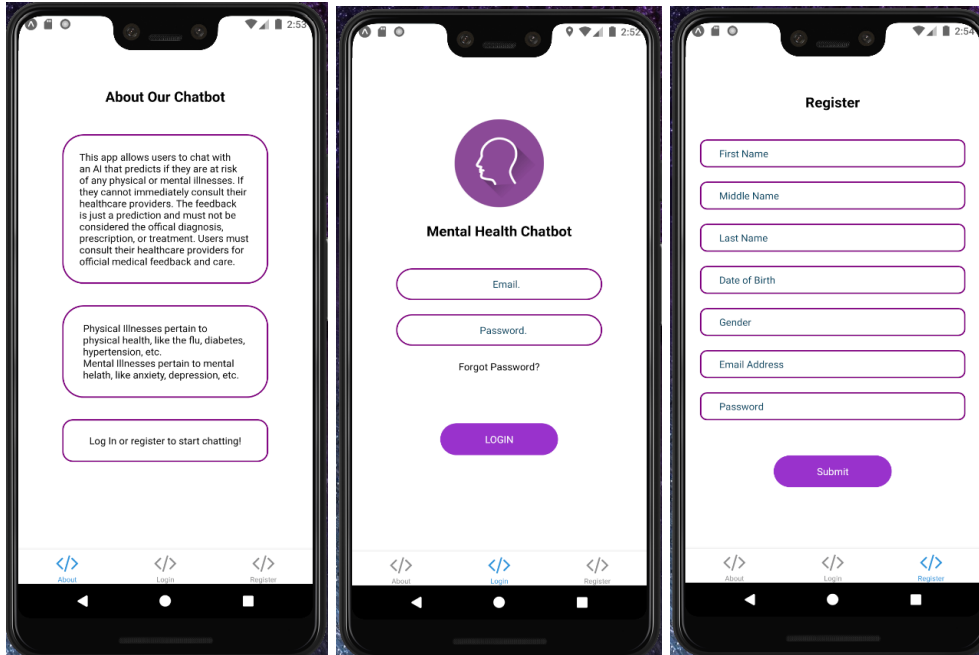 2:53
About Our Chatbot
This app allows users to chat with
an AI that predicts if they are at risk
of any physical or mental illnesses. If
they cannot immediately consult their
healthcare providers. The feedback
is just a prediction and must not be
considered the offical diagnosis,
prescription, or treatment. Users must
consult their healthcare providers for
official medical feedback and care.
Physical Illnesses pertain to
physical health, like the flu, diabetes,
hypertension, etc.
Mental Illnesses pertain to mental
helath, like anxiety, depression, etc.
Log In or register to start chatting!
</>
</>
</>
About
Login
Register
2:52
Mental Health Chatbot
Email.
Password.
Forgot Password?
LOGIN
</>
</>
</>
About
Login
Register
2:54
Register
First Name
Middle Name
Last Name
Date of Birth
Gender
Email Address
Password
Submit
</>
</>
</>
About
Login
Register